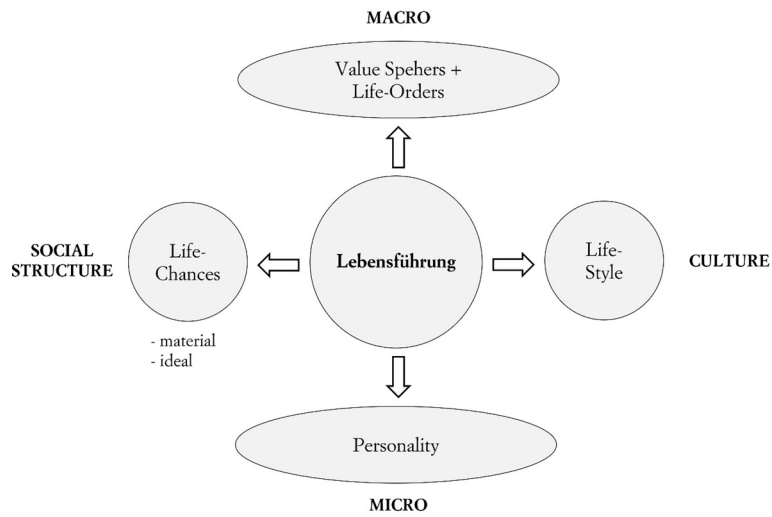 MACRO
Value Spehers +
Life-Orders
SOCIAL
STRUCTURE
Life-
Chances
- material
- ideal
Lebensführung
Life-
Style
CULTURE
Personality
MICRO